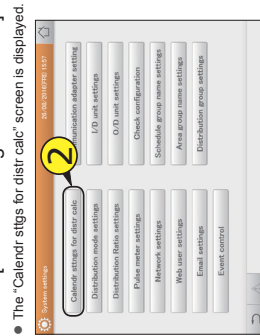 ● The "Calendr sttgs for distr calc" screen is displayed.
System settings
26/08/2016(FRI) 15:57
Calendr sttngs for distr calc
munication adapter setting
2
Distribution mode settings
I/D unit settings
Distribution Ratio settings
O/D unit settings
Pulse meter settings
Check configuration
Network settings
Schedule group name settings
Web user settings
Area group name settings
Email settings
Distribution group settings
Event control